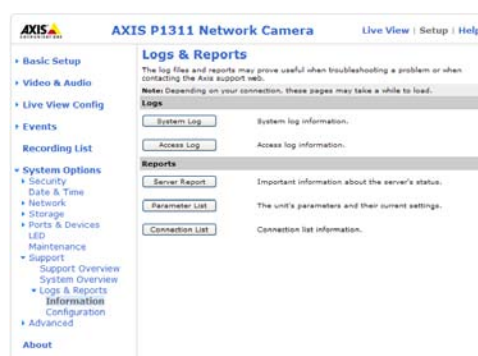 AXIS
COMMUNICATIONS
AXIS P1311 Network Camera
Live View | Setup | Help
Basic Setup
Video & Audio
Live View Config
Events
Recording List
System Options
Security
Date & Time
Network
Storage
Ports & Devices
LED
Maintenance
Support
Support Overview
System Overview
Logs & Reports
Information
Configuration
Advanced
About
Logs & Reports
The log files and reports may prove useful when troubleshooting a problem or when
contacting the Axis support web.
Note: Depending on your connection, these pages may take a while to load.
Logs
System Log System log information.
Access Log Access log information.
Reports
Server Report Important information about the server's status.
Parameter List The unit's parameters and their current settings.
Connection List Connection list information.